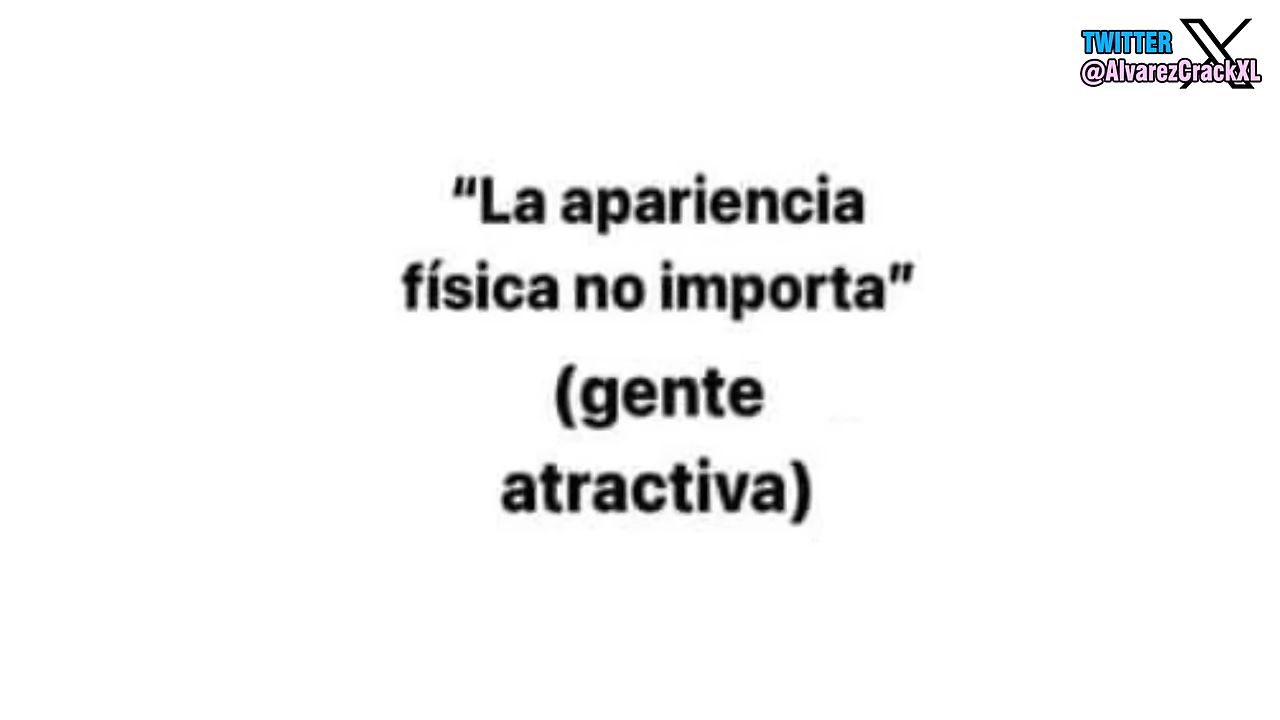 TWITTER
@AlvarezCrackXL
“La apariencia
física no importa”
(gente
atractiva)